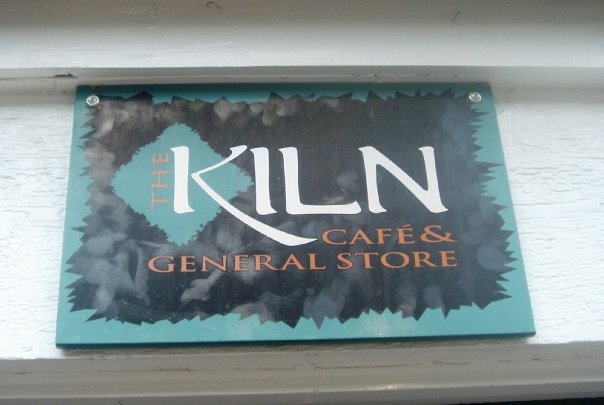 THE
KILN
CAFÉ &
GENERAL STORE